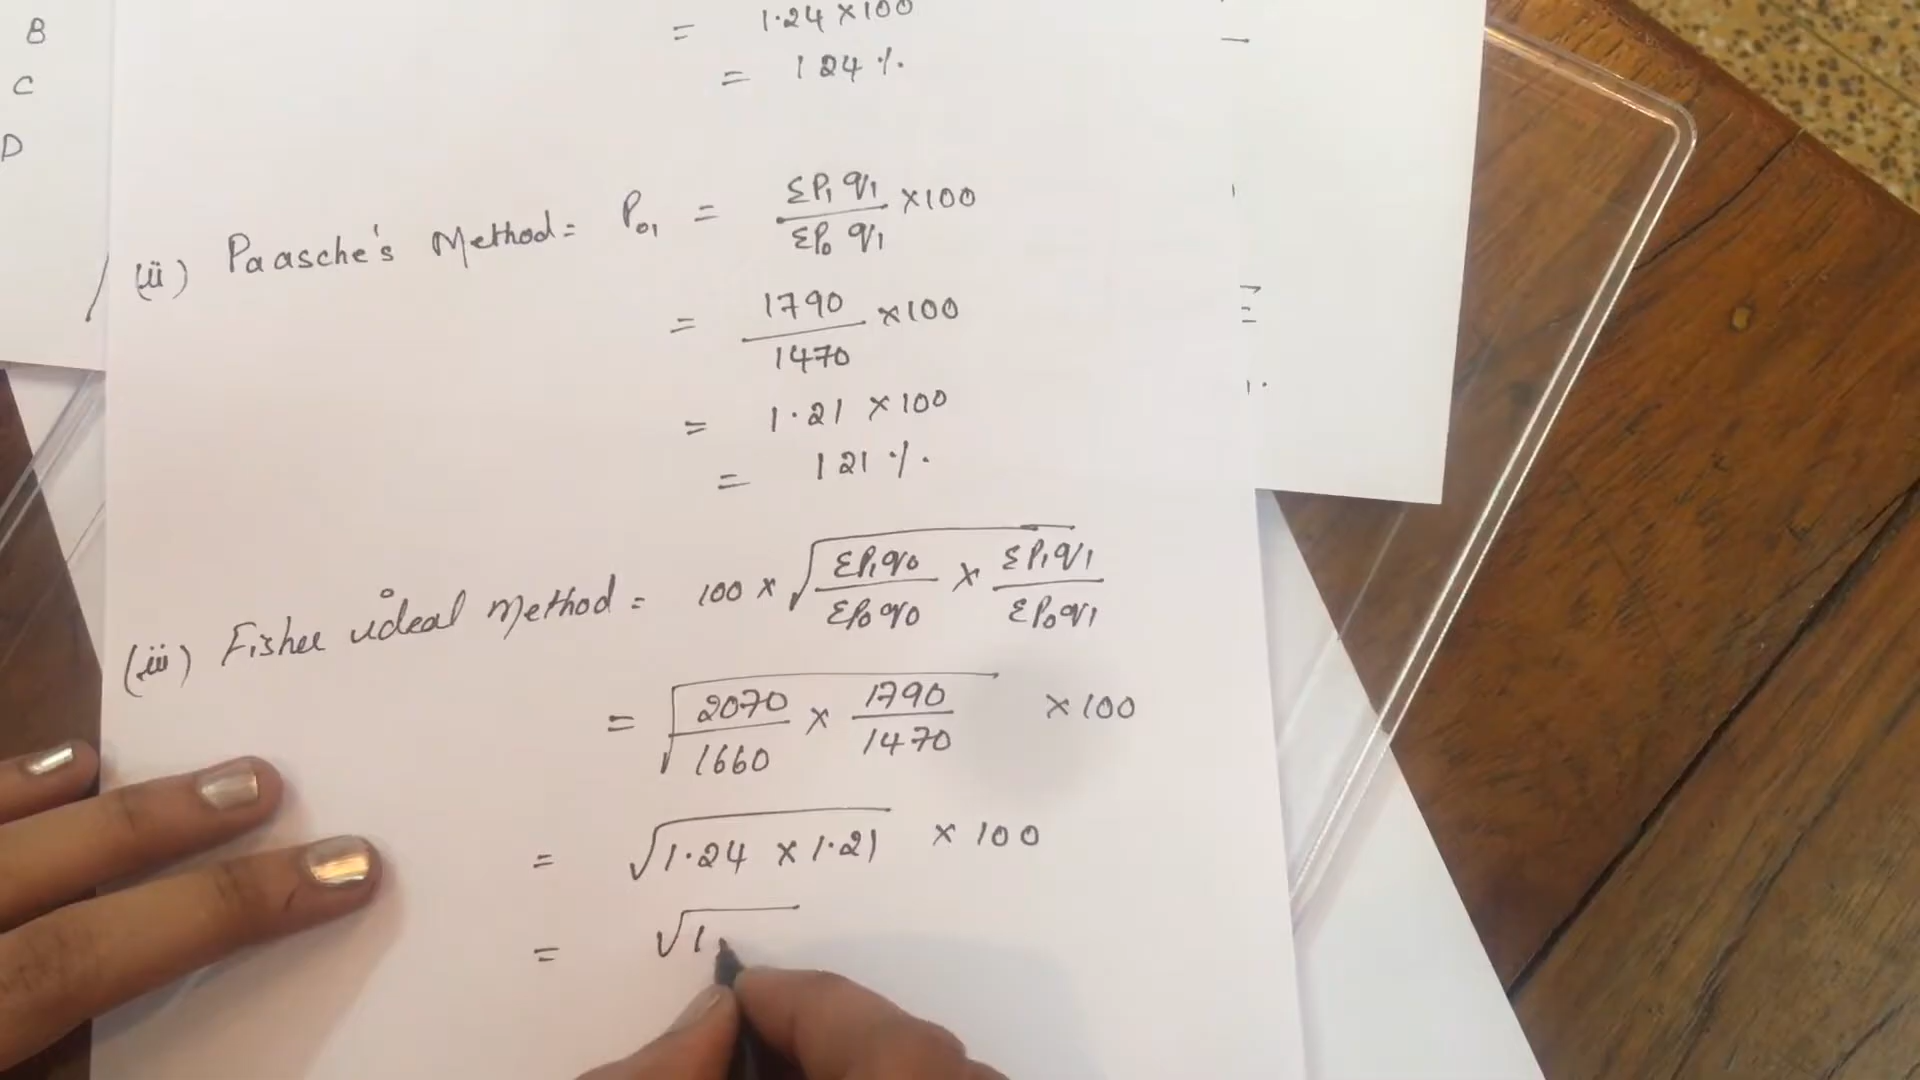 B
C
D
= 1.24 × 100
= 124 %.
(ii) Paasche's Method = P₀₁ = ΣP₁q₁ / ΣP₀q₁ × 100
= 1790 / 1470 × 100
= 1.21 × 100
= 121 %.
(iii) Fisher ideal Method = 100 × √(ΣP₁q₀ / ΣP₀q₀ × ΣP₁q₁ / ΣP₀q₁)
= √(2070 / 1660 × 1790 / 1470) × 100
= √(1.24 × 1.21) × 100
= √1.